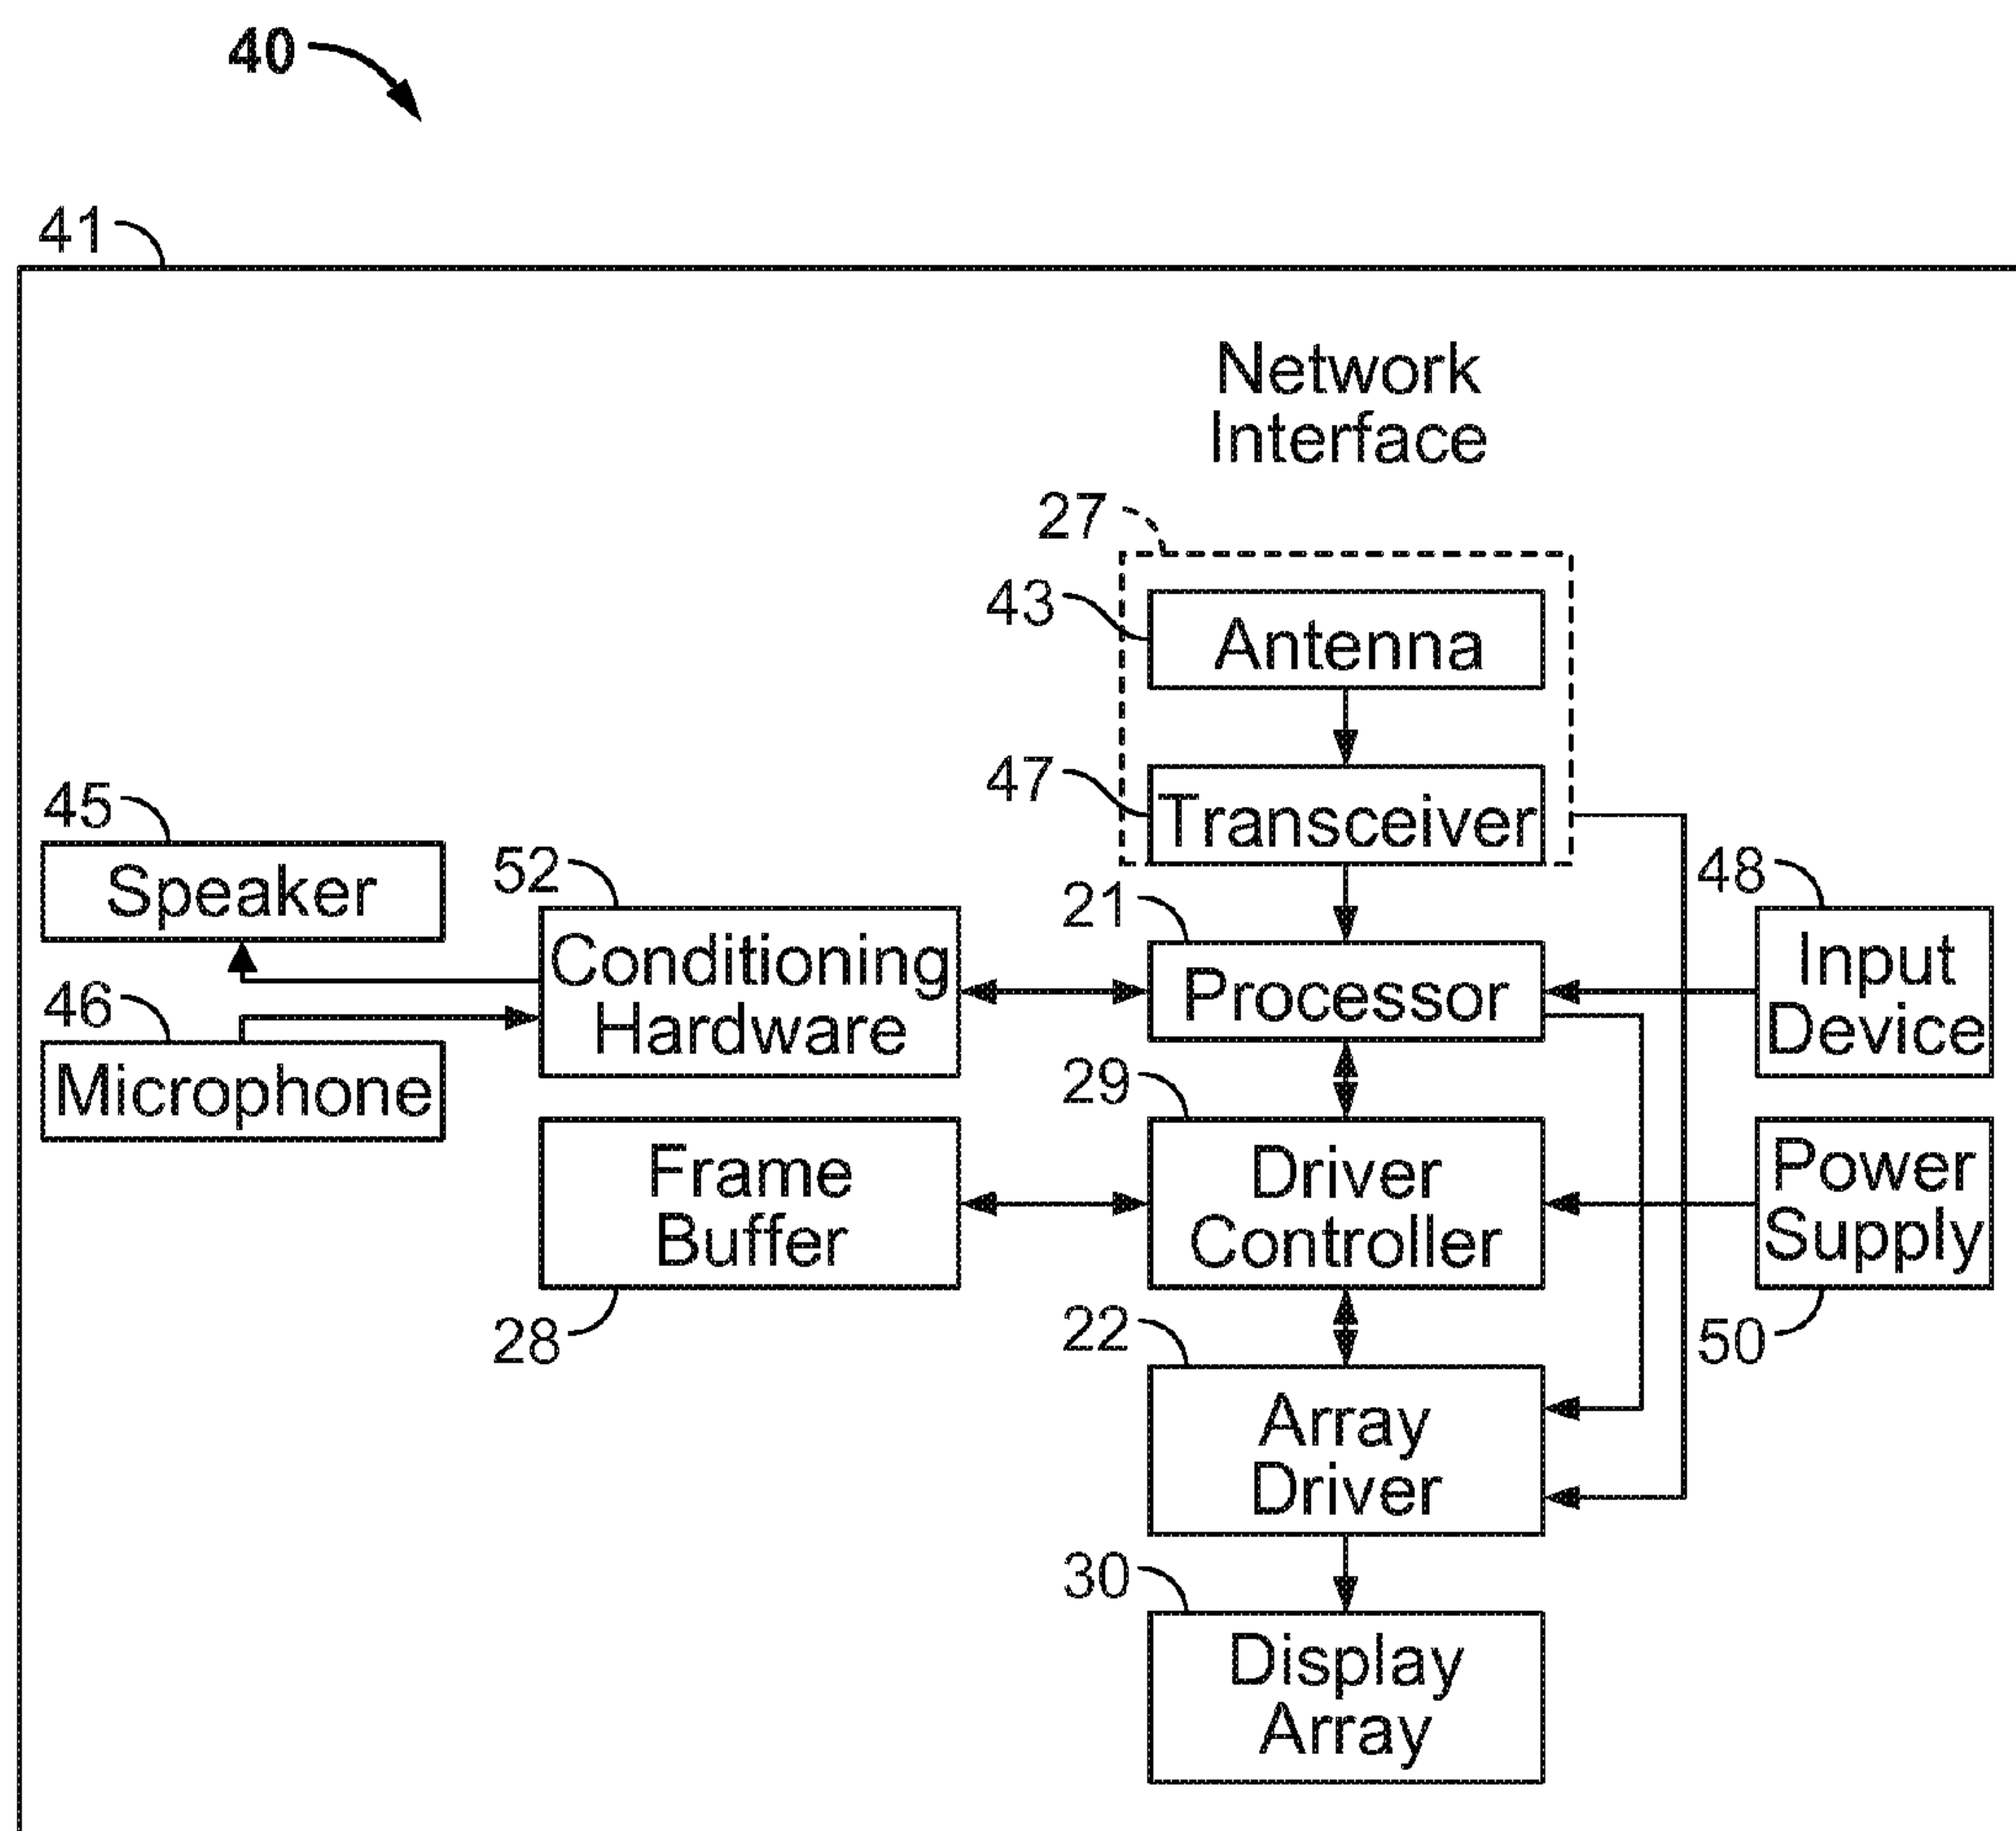 40
41
Network
Interface
27
43
Antenna
47
Transceiver
45
Speaker
52
Conditioning
Hardware
21
Processor
48
Input
Device
46
Microphone
29
Frame
Buffer
28
Driver
Controller
Power
Supply
50
22
Array
Driver
30
Display
Array